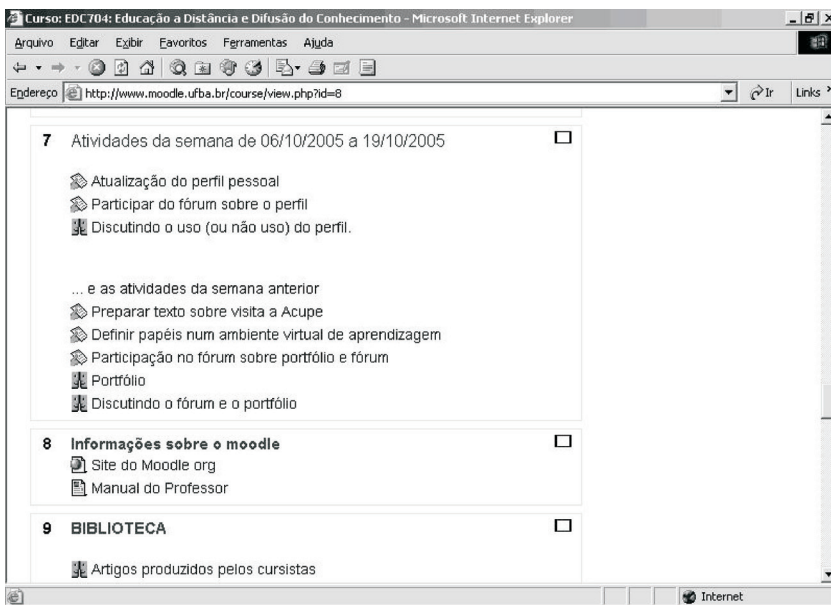 Curso: EDC704: Educação a Distância e Difusão do Conhecimento - Microsoft Internet Explorer
Arquivo Editar Exibir Favoritos Ferramentas Ajuda
Endereço http://www.moodle.ufba.br/course/view.php?id=8 Ir Links »
7 Atividades da semana de 06/10/2005 a 19/10/2005
Atualização do perfil pessoal
Participar do fórum sobre o perfil
Discutindo o uso (ou não uso) do perfil.
... e as atividades da semana anterior
Preparar texto sobre visita a Acupe
Definir papéis num ambiente virtual de aprendizagem
Participação no fórum sobre portfólio e fórum
Portfólio
Discutindo o fórum e o portfólio
8 Informações sobre o moodle
Site do Moodle org
Manual do Professor
9 BIBLIOTECA
Artigos produzidos pelos cursistas
Internet